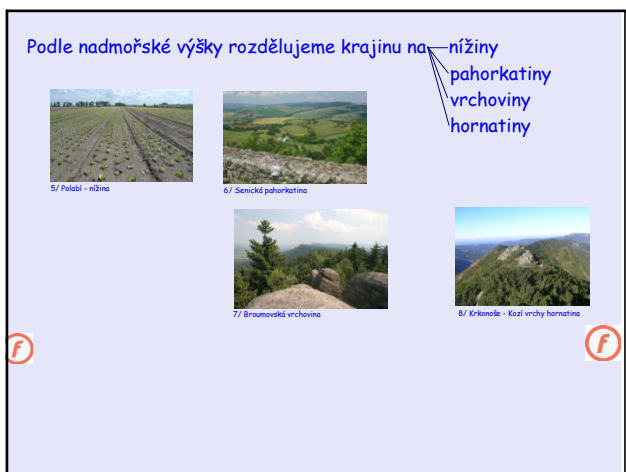 Podle nadmořské výšky rozdělujeme krajinu na nížiny
pahorkatiny
vrchoviny
hornatiny
5/ Polabí - nížina
6/ Senická pahorkatina
7/ Broumovská vrchovina
8/ Krkonoše - Kozí vrchy hornatina
f
f